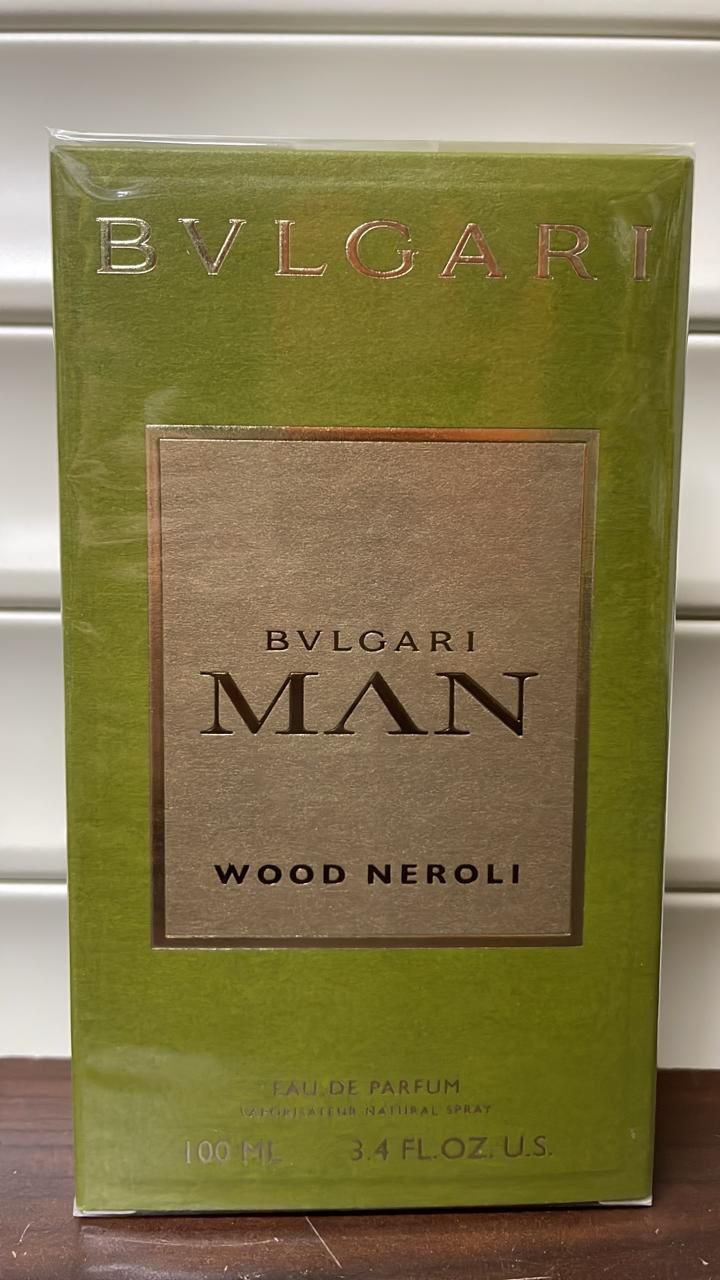 BVLGARI
BVLGARI
MAN
WOOD NEROLI
EAU DE PARFUM
VAPORISATEUR NATURAL SPRAY
100 ML 3.4 FL.OZ. U.S.